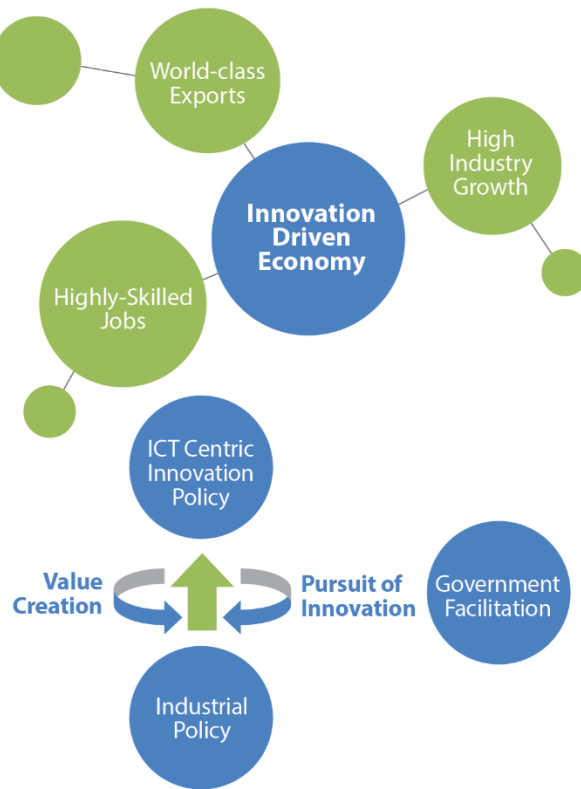 World-class
Exports
High
Industry
Growth
Innovation
Driven
Economy
Highly-Skilled
Jobs
ICT Centric
Innovation
Policy
Value
Creation
Pursuit of
Innovation
Government
Facilitation
Industrial
Policy